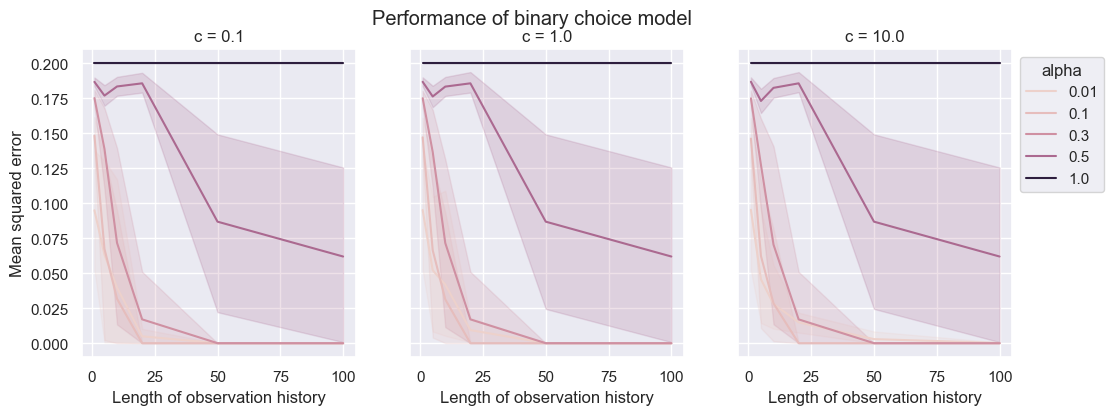 Performance of binary choice model
c = 0.1
c = 1.0
c = 10.0
Mean squared error
0.200
0.175
0.150
0.125
0.100
0.075
0.050
0.025
0.000
0 25 50 75 100
0 25 50 75 100
0 25 50 75 100
Length of observation history
Length of observation history
Length of observation history
alpha
0.01
0.1
0.3
0.5
1.0